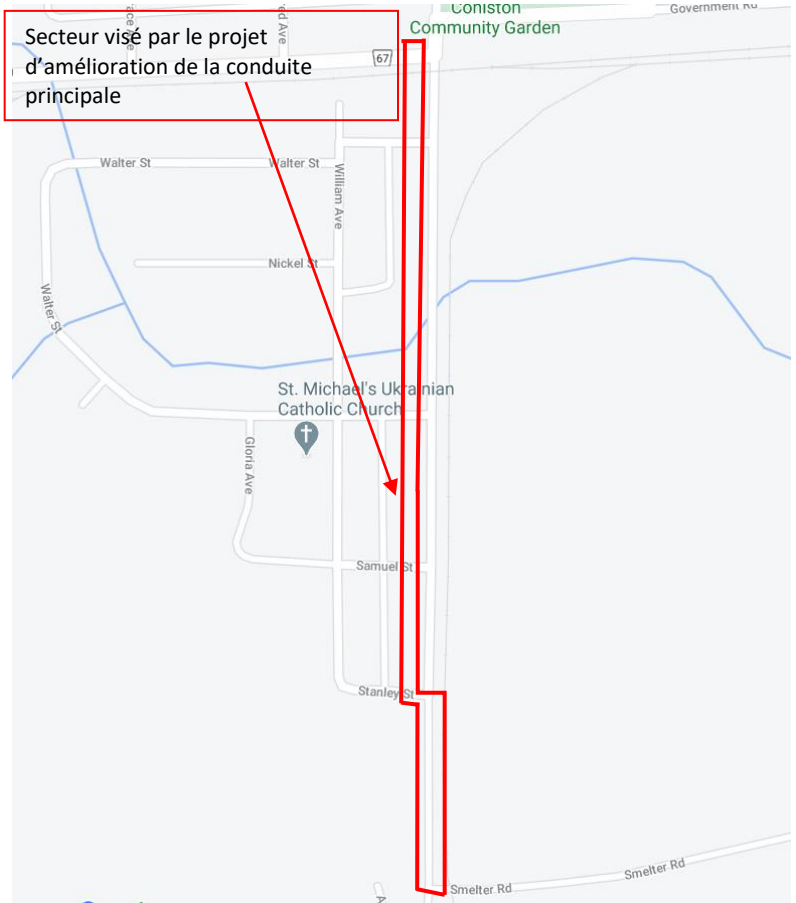 Coniston
Community Garden
Government Rd
Secteur visé par le projet
d'amélioration de la conduite
principale
67
Walter St
Walter St
William Ave
Nickel St
Walter St
St. Michael's Ukrainian
Catholic Church
Gloria Ave
Samuel St
Stanley St
Smelter Rd
Smelter Rd